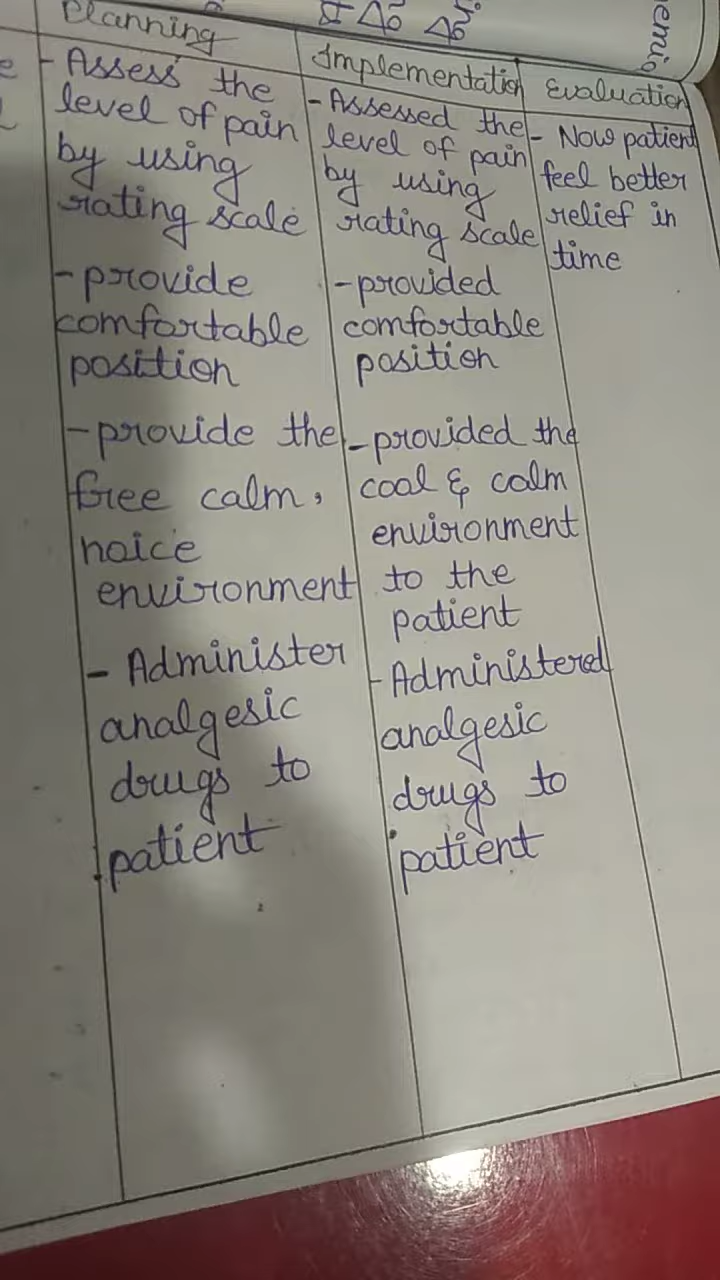 Planning
- Assess the
level of pain
by using
rating scale
- provide
comfortable
position
- provide the
free calm,
noice
environment
- Administer
analgesic
drugs to
patient
Implementation
- Assessed the
level of pain
by using
rating scale
- provided
comfortable
position
- provided the
cool & calm
environment
to the
patient
- Administered
analgesic
drugs to
patient
Evaluation
- Now patient
feel better
relief in
time